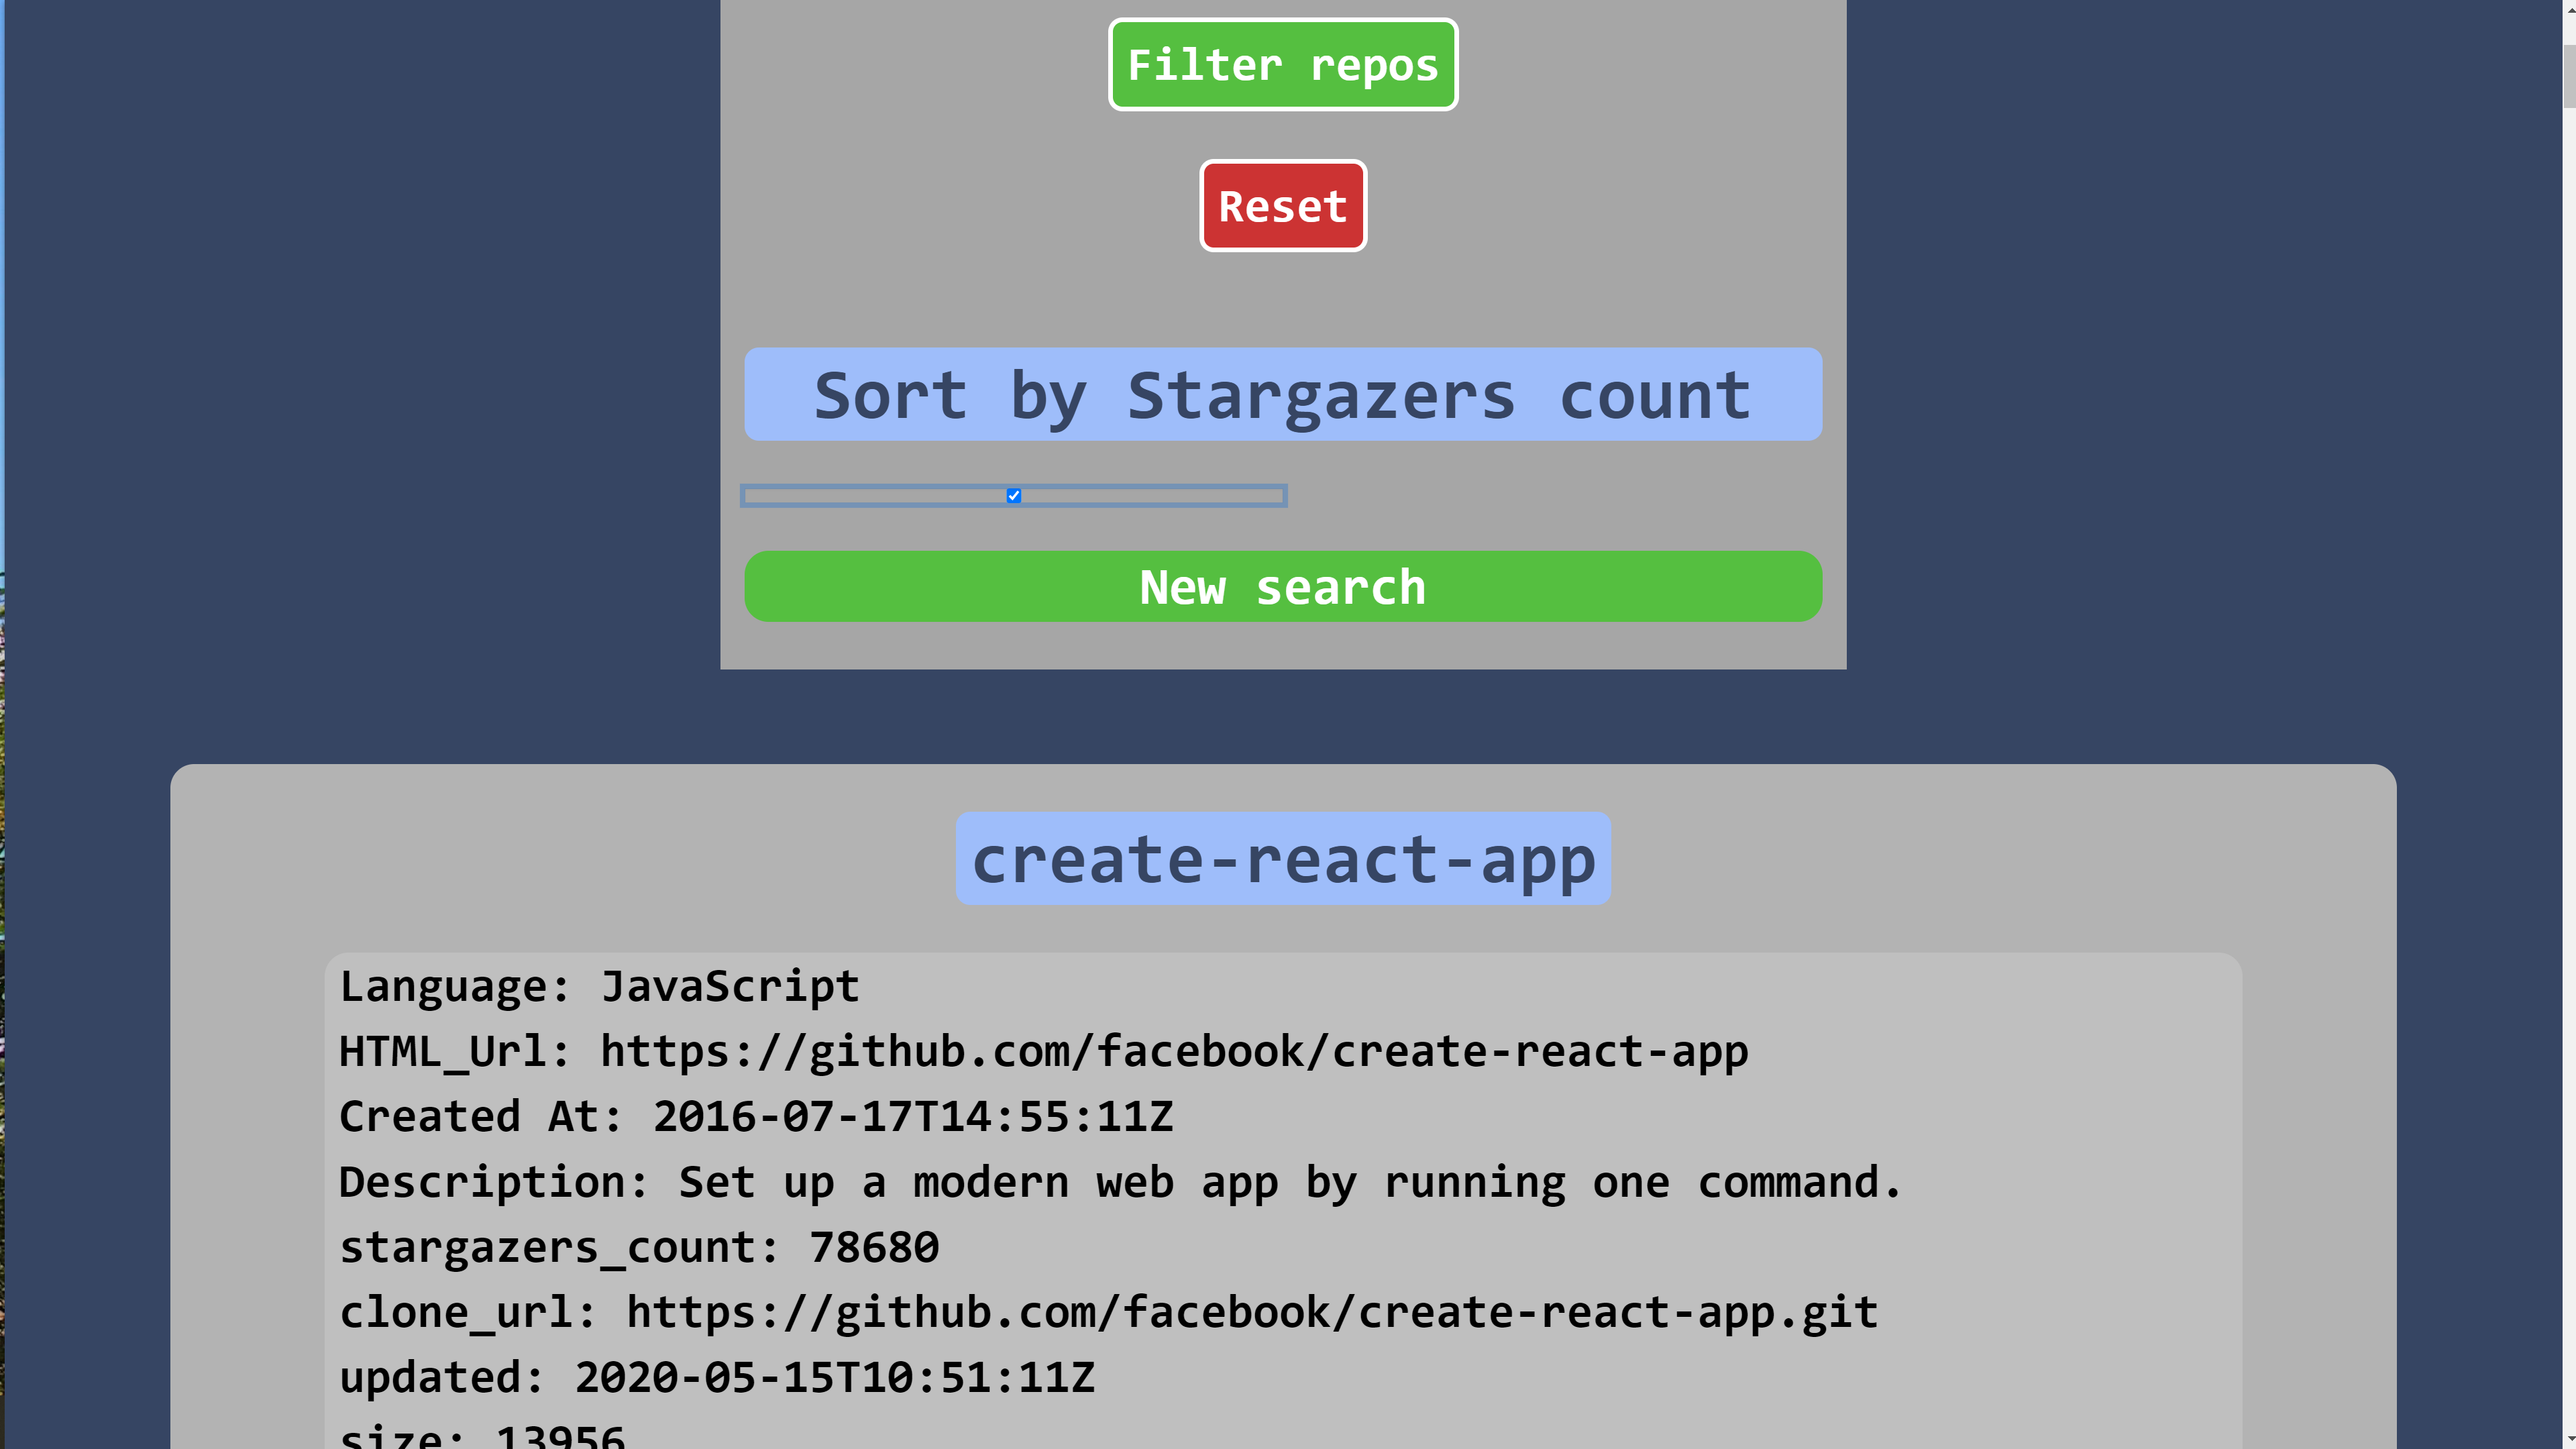 Filter repos
Reset
Sort by Stargazers count
New search
create-react-app
Language: JavaScript
HTML_Url: https://github.com/facebook/create-react-app
Created At: 2016-07-17T14:55:11Z
Description: Set up a modern web app by running one command.
stargazers_count: 78680
clone_url: https://github.com/facebook/create-react-app.git
updated: 2020-05-15T10:51:11Z
size: 13956